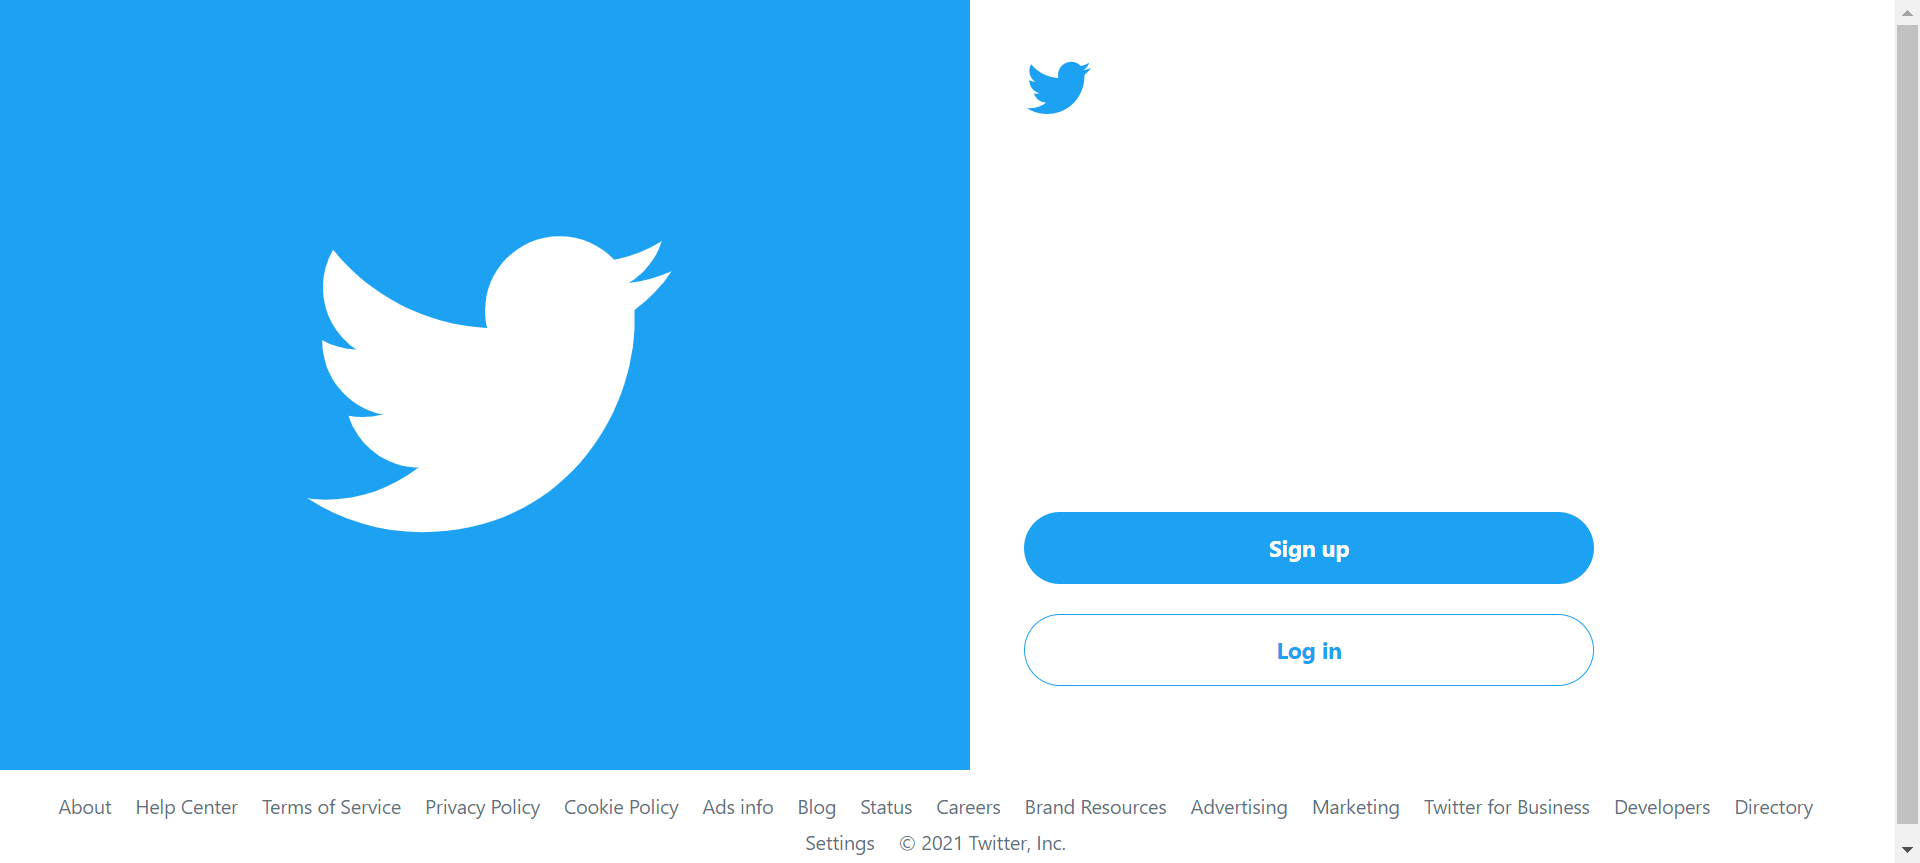 Sign up
Log in
About Help Center Terms of Service Privacy Policy Cookie Policy Ads info Blog Status Careers Brand Resources Advertising Marketing Twitter for Business Developers Directory
Settings © 2021 Twitter, Inc.